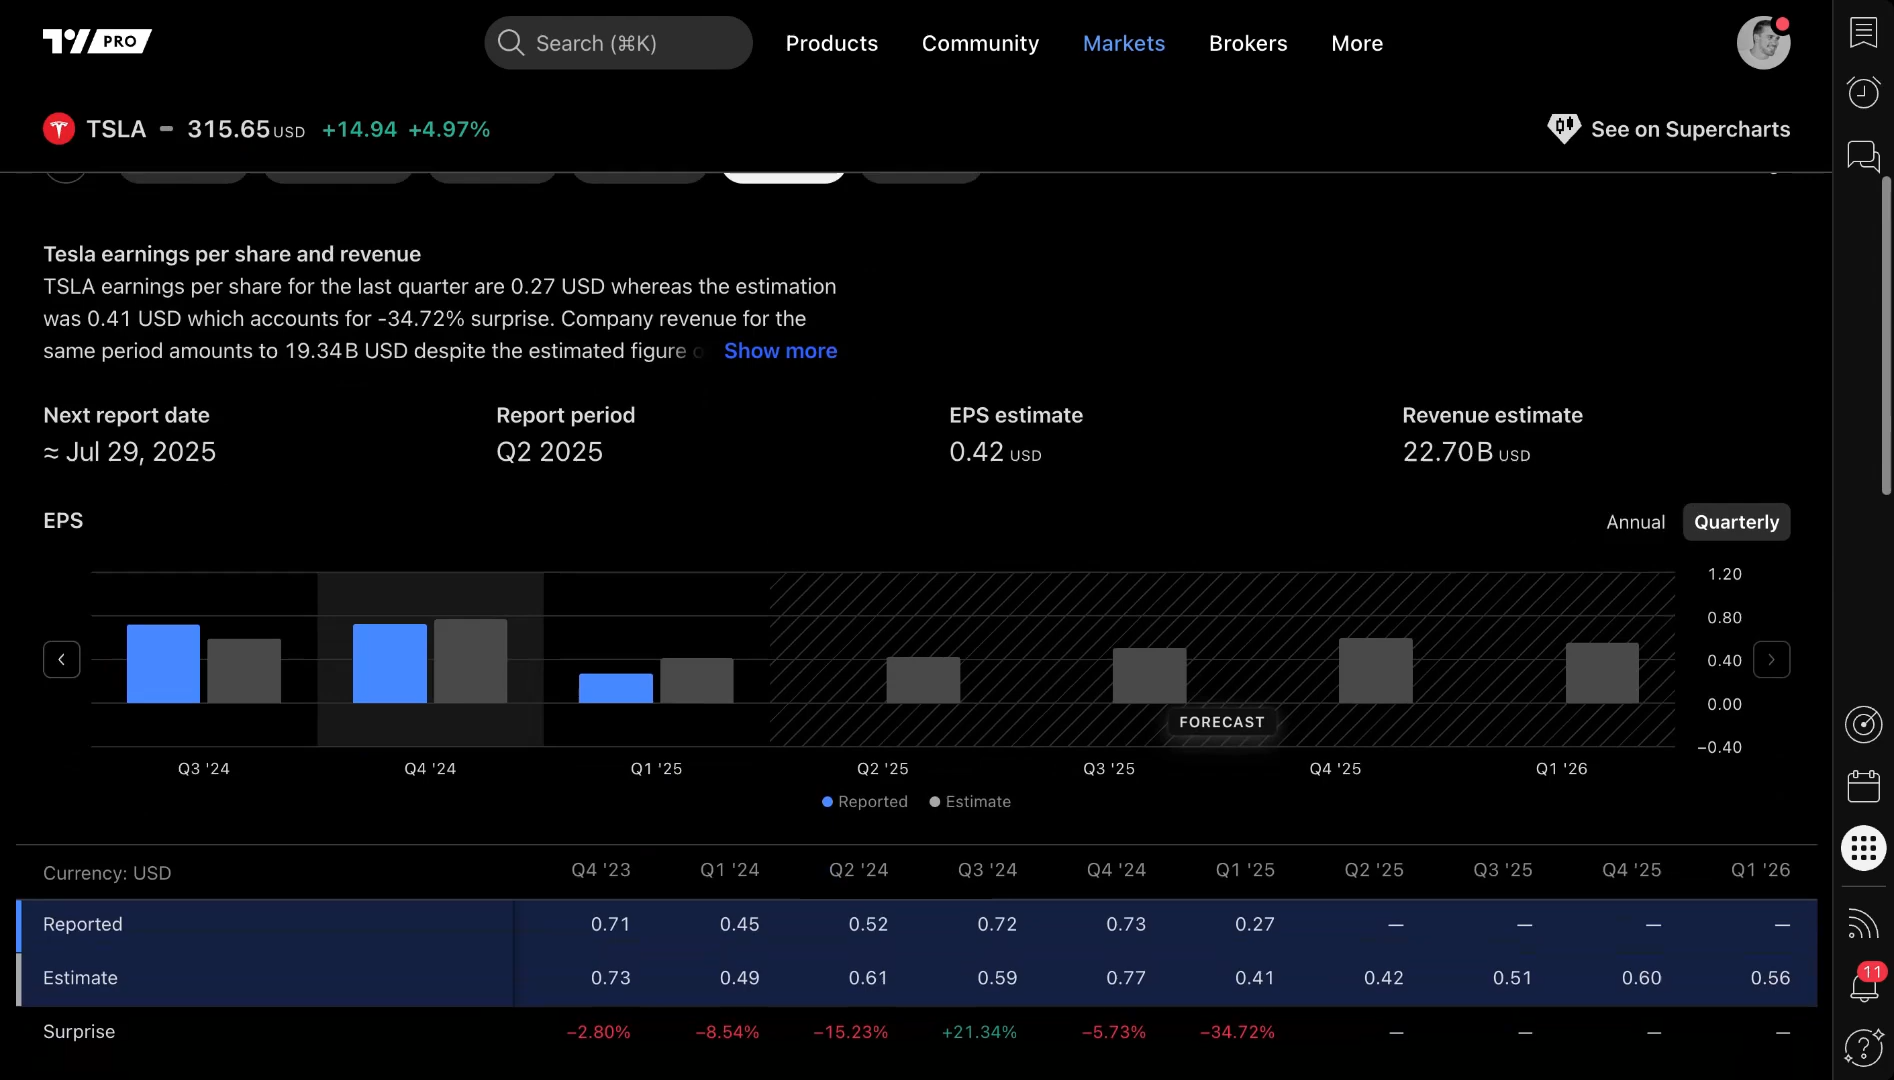 TV PRO
Search (⌘K)
Products
Community
Markets
Brokers
More
TSLA 315.65 USD +14.94 +4.97%
See on Supercharts
Tesla earnings per share and revenue
TSLA earnings per share for the last quarter are 0.27 USD whereas the estimation
was 0.41 USD which accounts for -34.72% surprise. Company revenue for the
same period amounts to 19.34B USD despite the estimated figure Show more
Next report date Report period EPS estimate Revenue estimate
≈ Jul 29, 2025 Q2 2025 0.42 USD 22.70B USD
EPS Annual Quarterly
1.20
0.80
0.40
0.00
FORECAST
−0.40
Q3 '24 Q4 '24 Q1 '25 Q2 '25 Q3 '25 Q4 '25 Q1 '26
Reported Estimate
Currency: USD Q4 '23 Q1 '24 Q2 '24 Q3 '24 Q4 '24 Q1 '25 Q2 '25 Q3 '25 Q4 '25 Q1 '26
Reported 0.71 0.45 0.52 0.72 0.73 0.27 — — — —
Estimate 0.73 0.49 0.61 0.59 0.77 0.41 0.42 0.51 0.60 0.56
Surprise −2.80% −8.54% −15.23% +21.34% −5.73% −34.72% — — — —
11